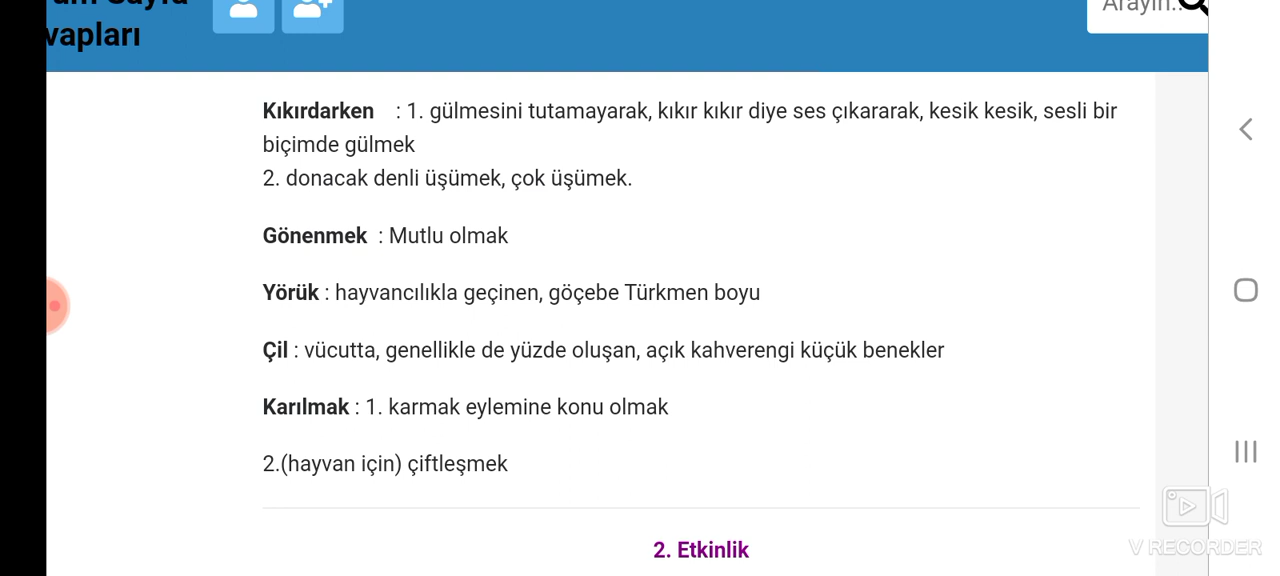 Sayfa
vapları
Arayın..
Kıkırdarken : 1. gülmesini tutamayarak, kıkır kıkır diye ses çıkararak, kesik kesik, sesli bir
biçimde gülmek
2. donacak denli üşümek, çok üşümek.
Gönenmek : Mutlu olmak
Yörük : hayvancılıkla geçinen, göçebe Türkmen boyu
Çil : vücutta, genellikle de yüzde oluşan, açık kahverengi küçük benekler
Karılmak : 1. karmak eylemine konu olmak
2.(hayvan için) çiftleşmek
2. Etkinlik
V RECORDER